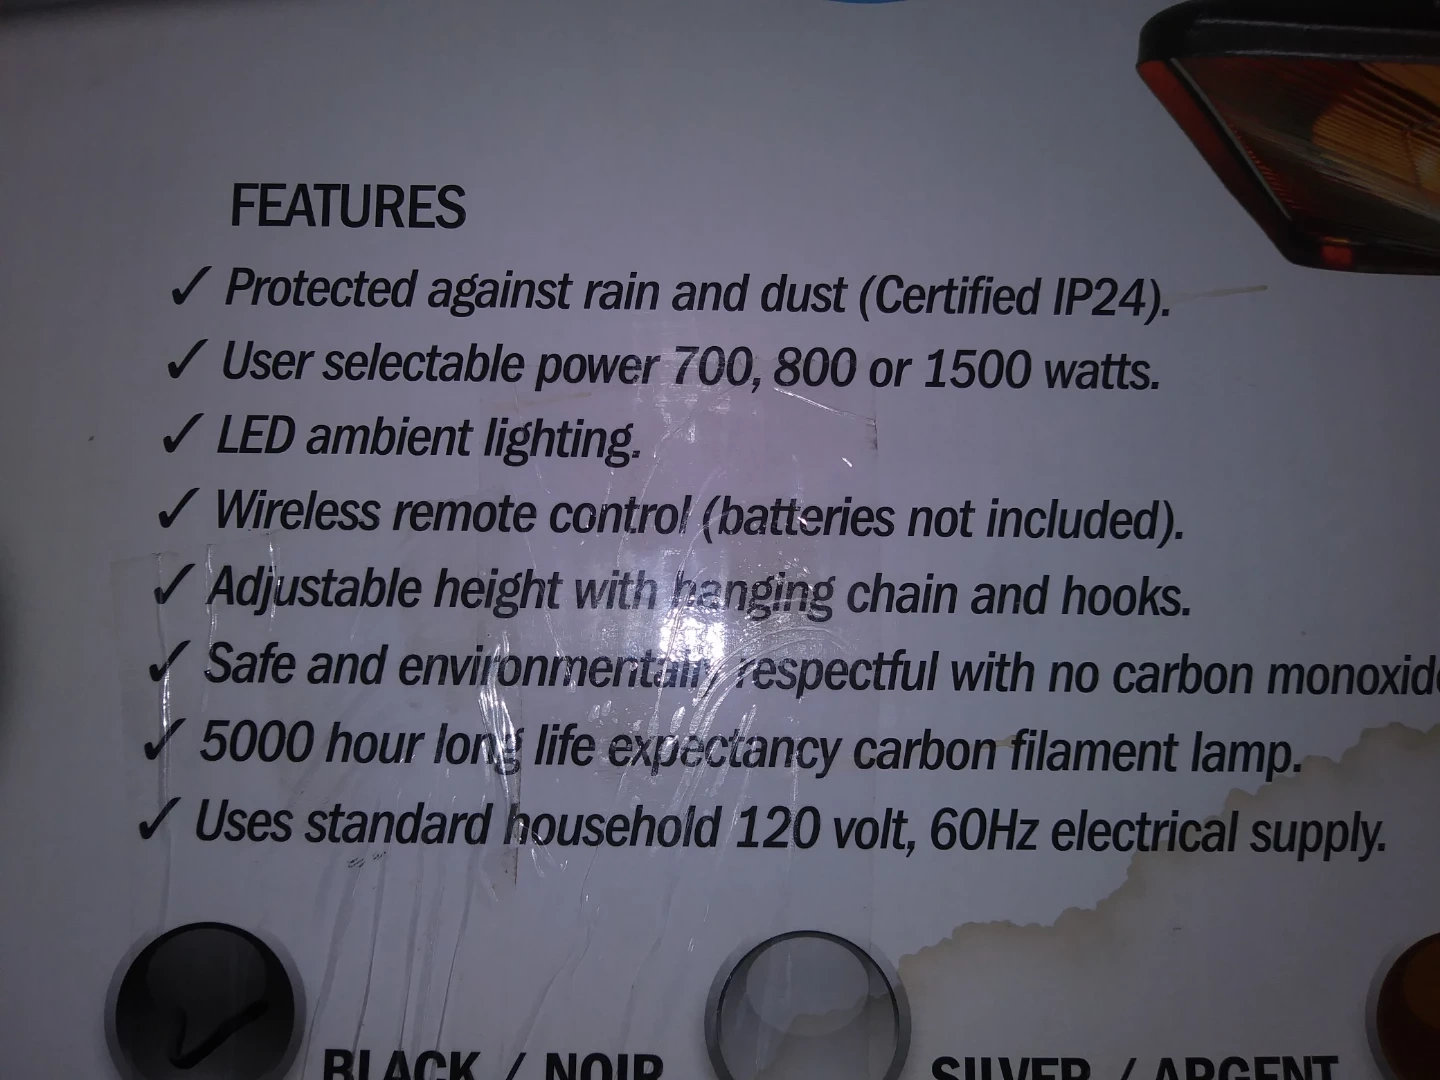 FEATURES
✓ Protected against rain and dust (Certified IP24).
✓ User selectable power 700, 800 or 1500 watts.
✓ LED ambient lighting.
✓ Wireless remote control (batteries not included).
✓ Adjustable height with hanging chain and hooks.
✓ Safe and environmentally respectful with no carbon
✓ 5000 hour long life expectancy carbon filament lamp.
✓ Uses standard household 120 volt, 60Hz electrical supply.
BLACK / NOIR
SILVER / ARGENT